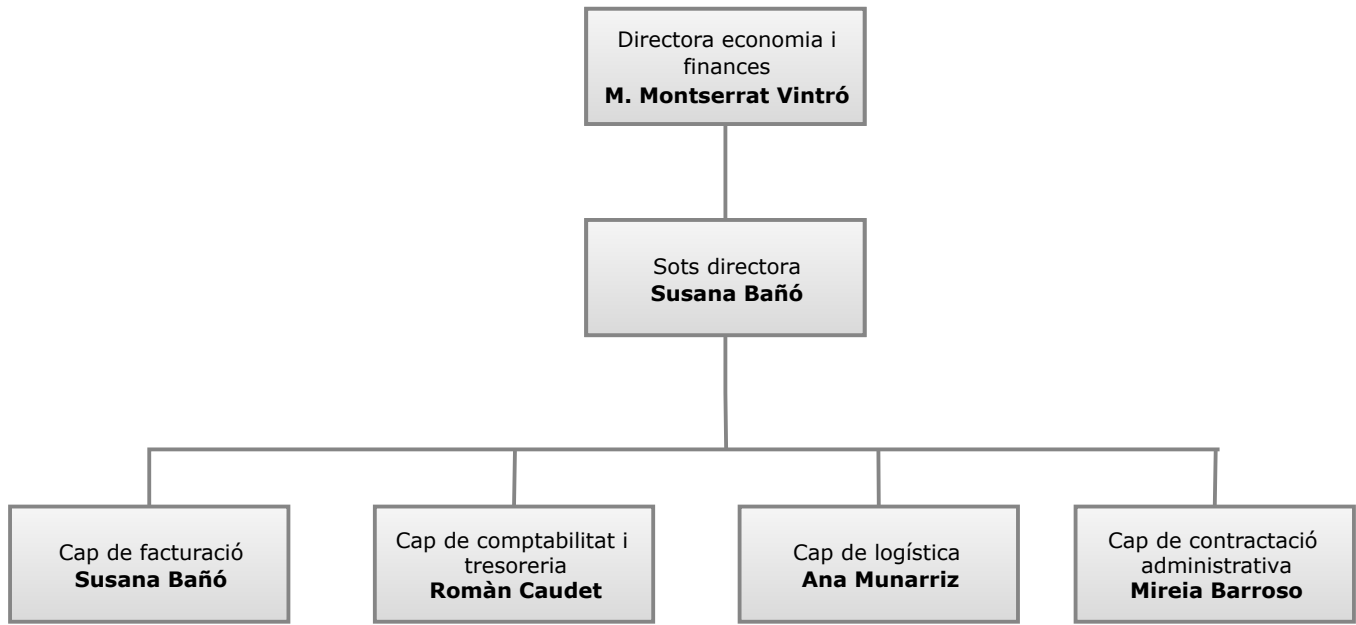 Directora economia i
finances
M. Montserrat Vintró
Sots directora
Susana Bañó
Cap de facturació
Susana Bañó
Cap de comptabilitat i
tresoreria
Romàn Caudet
Cap de logística
Ana Munarriz
Cap de contractació
administrativa
Mireia Barroso